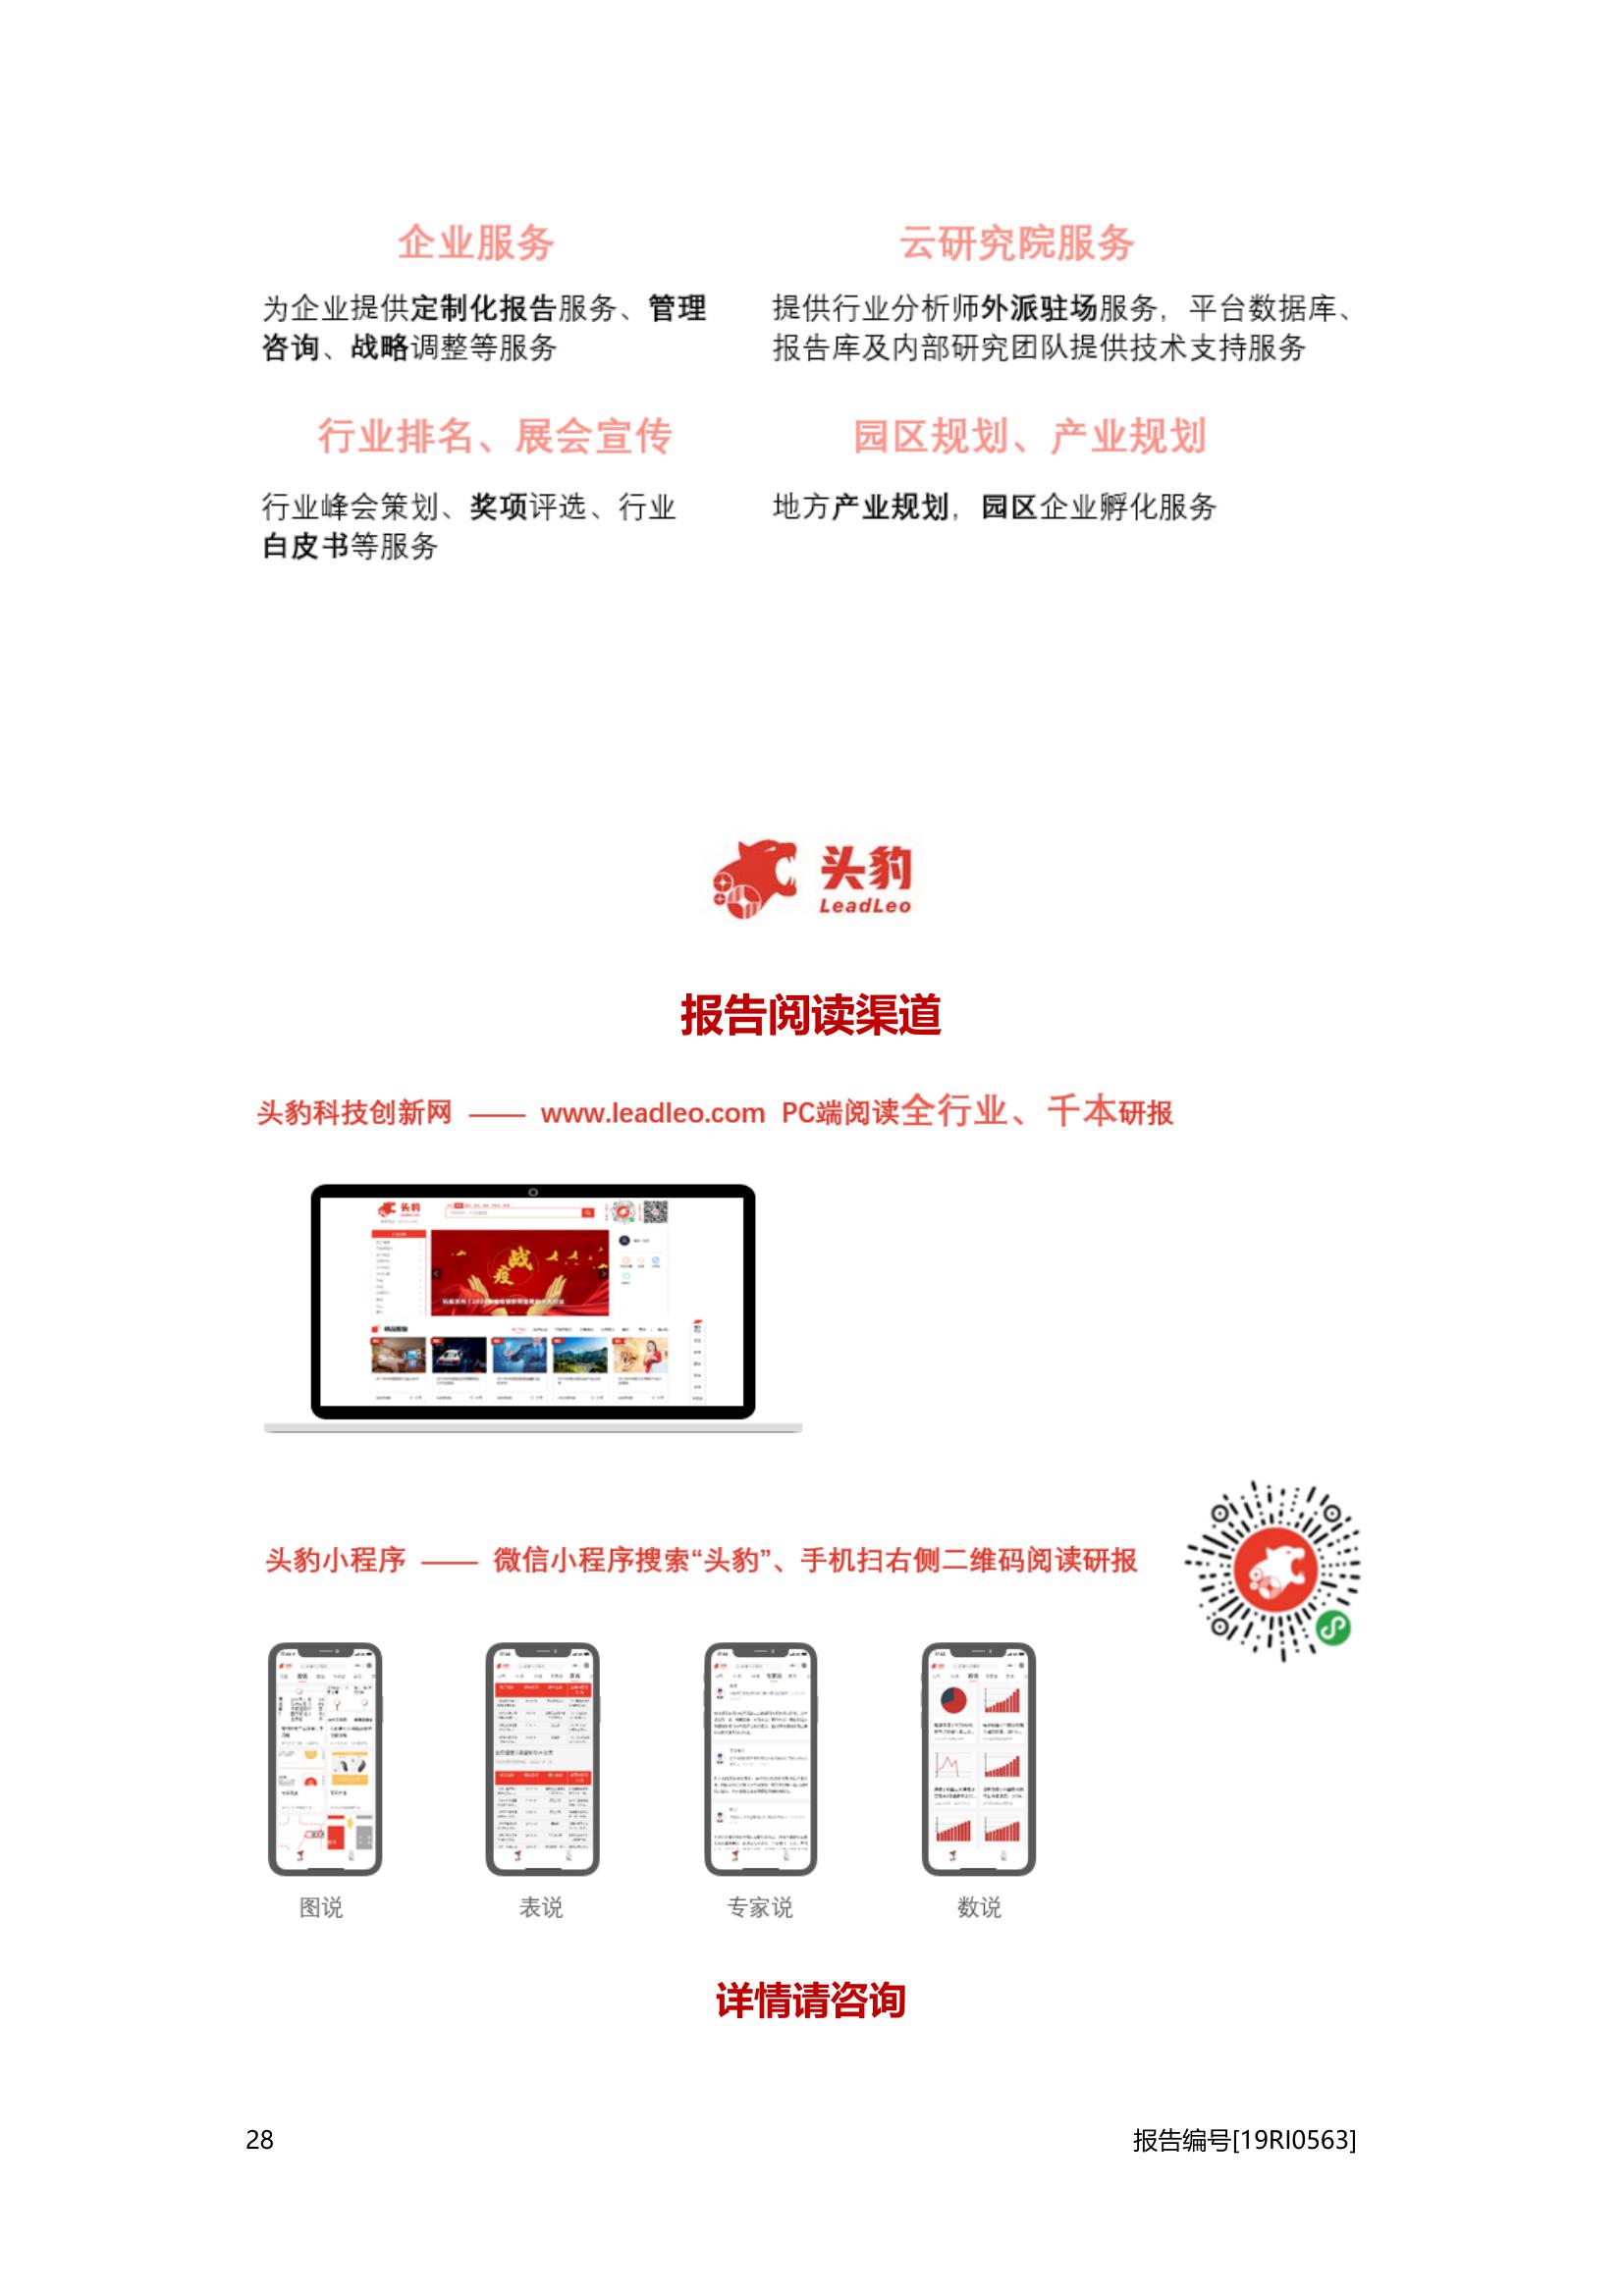 企业服务
为企业提供定制化报告服务、管理
咨询、战略调整等服务
云研究院服务
提供行业分析师外派驻场服务，平台数据库、
报告库及内部研究团队提供技术支持服务
行业排名、展会宣传
行业峰会策划、奖项评选、行业
白皮书等服务
园区规划、产业规划
地方产业规划，园区企业孵化服务
头豹
LeadLeo
报告阅读渠道
头豹科技创新网 —— www.leadleo.com PC端阅读全行业、千本研报
头豹
战
疫
头豹小程序 —— 微信小程序搜索“头豹”、手机扫右侧二维码阅读研报
图说
表说
专家说
数说
详情请咨询
28
报告编号[19RI0563]